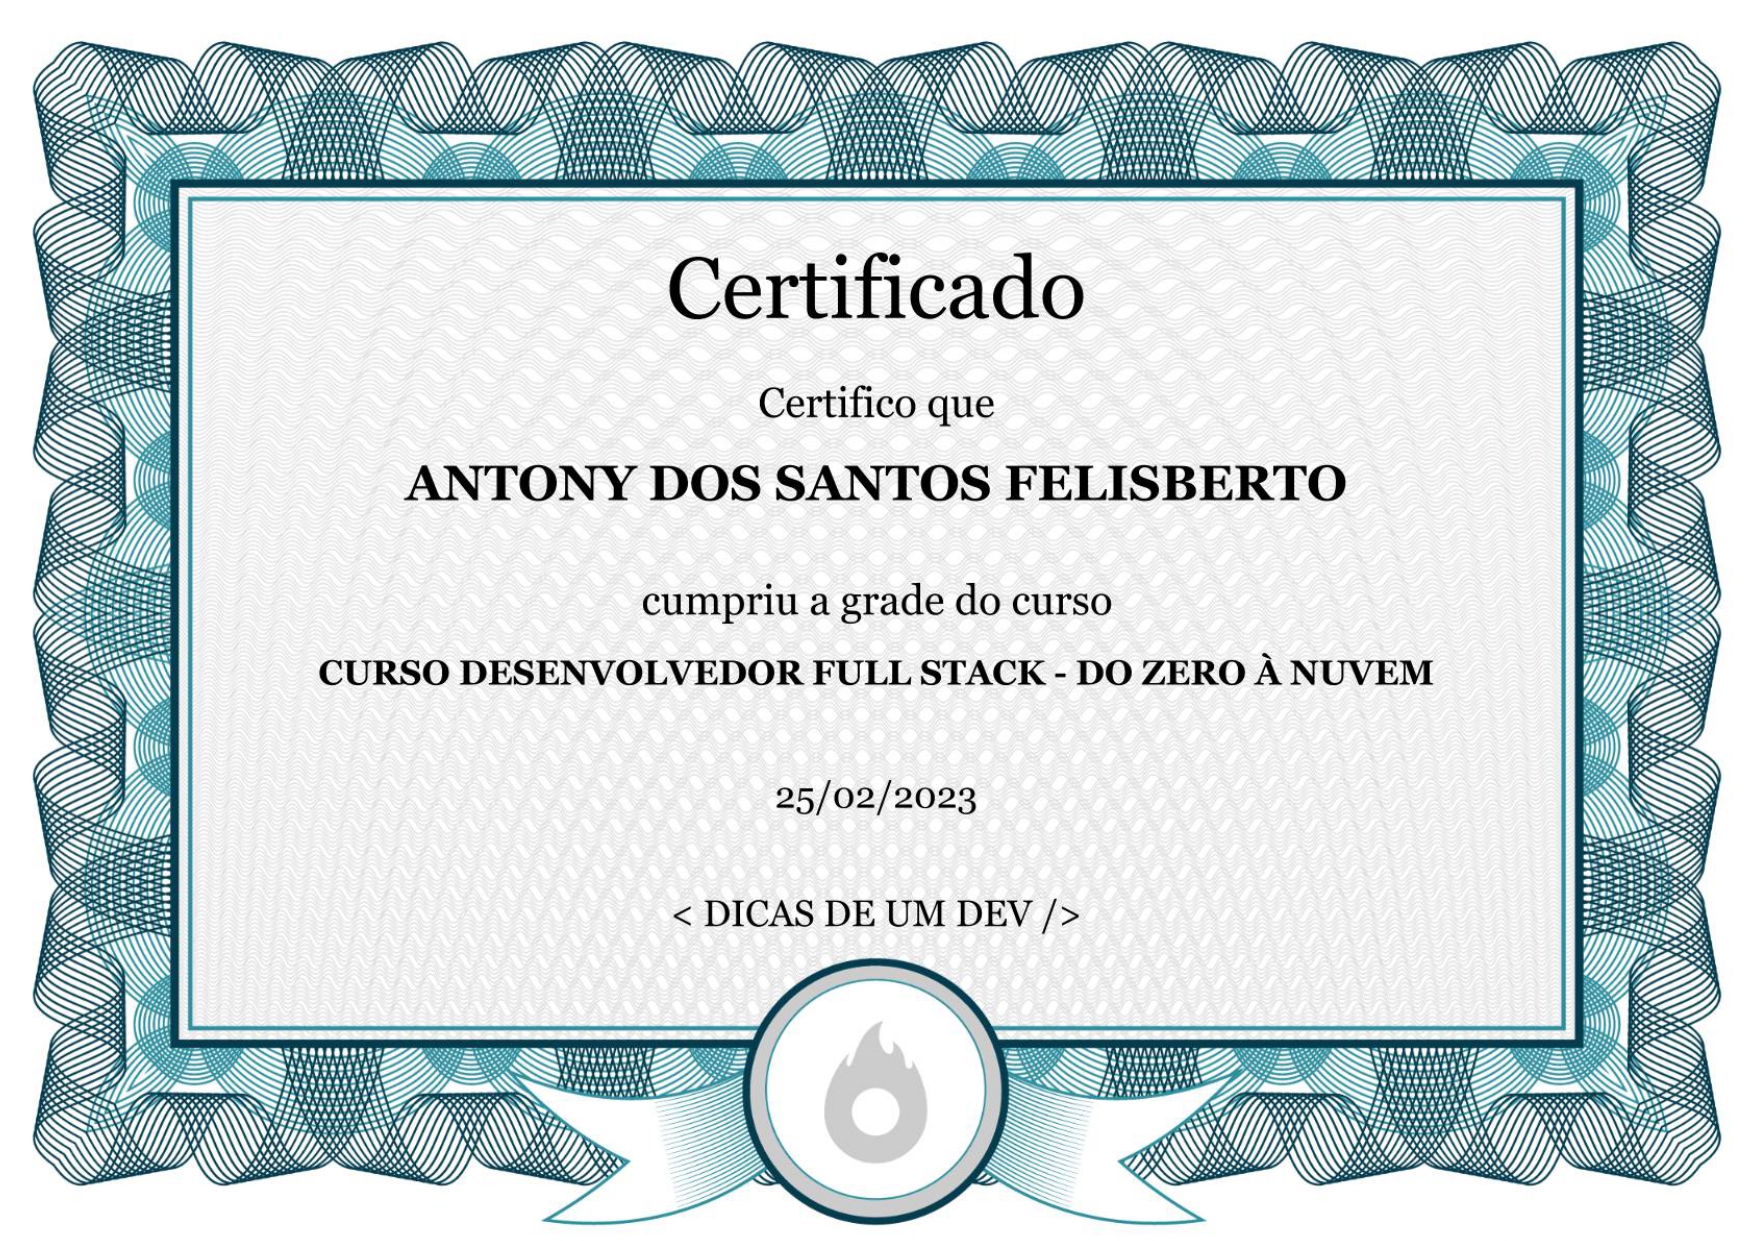 Certificado
Certifico que
ANTONY DOS SANTOS FELISBERTO
cumpriu a grade do curso
CURSO DESENVOLVEDOR FULL STACK - DO ZERO À NUVEM
25/02/2023
< DICAS DE UM DEV />